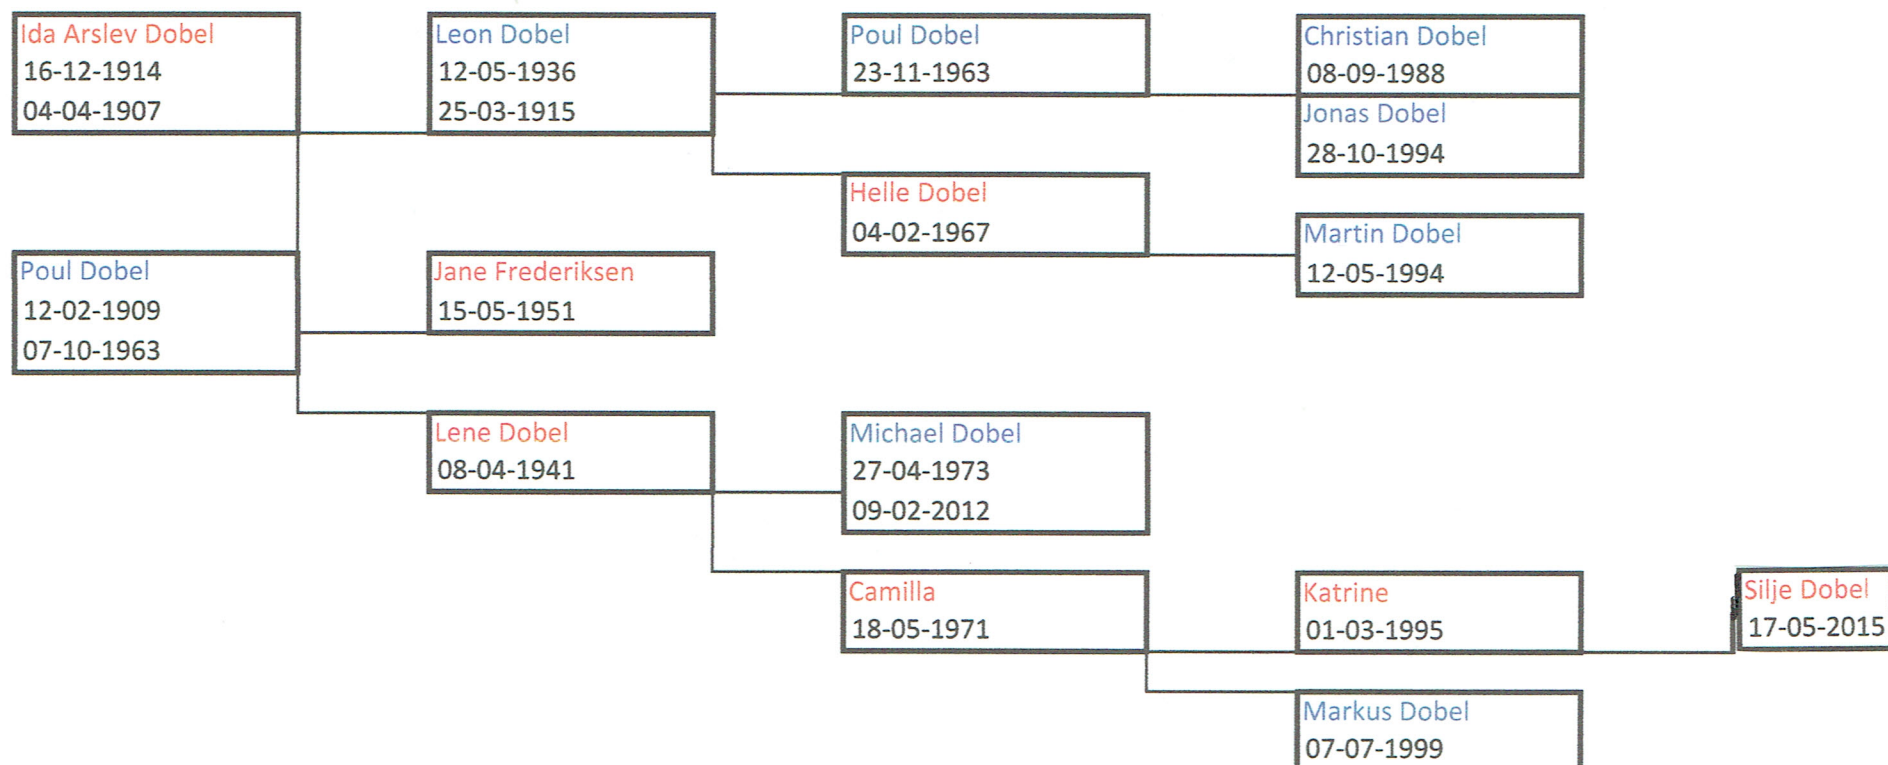 Ida Arslev Dobel
16-12-1914
04-04-1907
Poul Dobel
12-02-1909
07-10-1963
Leon Dobel
12-05-1936
25-03-1915
Jane Frederiksen
15-05-1951
Lene Dobel
08-04-1941
Poul Dobel
23-11-1963
Helle Dobel
04-02-1967
Michael Dobel
27-04-1973
09-02-2012
Camilla
18-05-1971
Christian Dobel
08-09-1988
Jonas Dobel
28-10-1994
Martin Dobel
12-05-1994
Katrine
01-03-1995
Markus Dobel
07-07-1999
Silje Dobel
17-05-2015